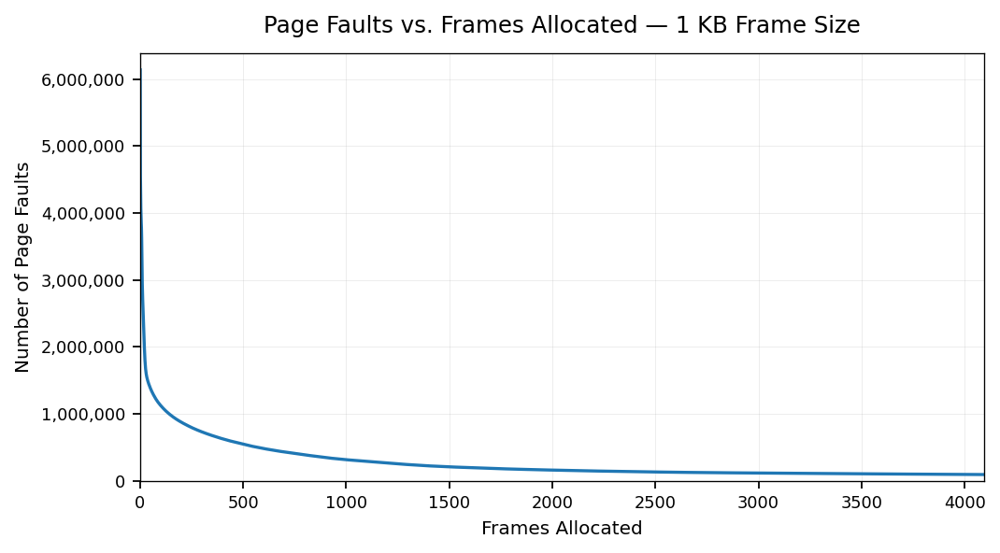 Page Faults vs. Frames Allocated — 1 KB Frame Size
Number of Page Faults
6,000,000
5,000,000
4,000,000
3,000,000
2,000,000
1,000,000
0
0 500 1000 1500 2000 2500 3000 3500 4000
Frames Allocated